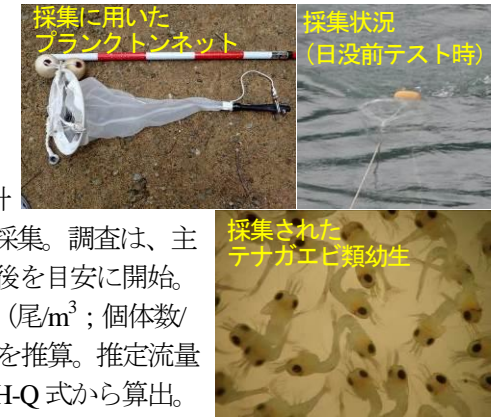 採集に用いた
プランクトンネット
採集状況
(日没前テスト時)
計
採集。調査は、主
後を目安に開始。
(尾/m³;個体数/
を推算。推定流量
H-Q 式から算出。
採集された
テナガエビ類幼生